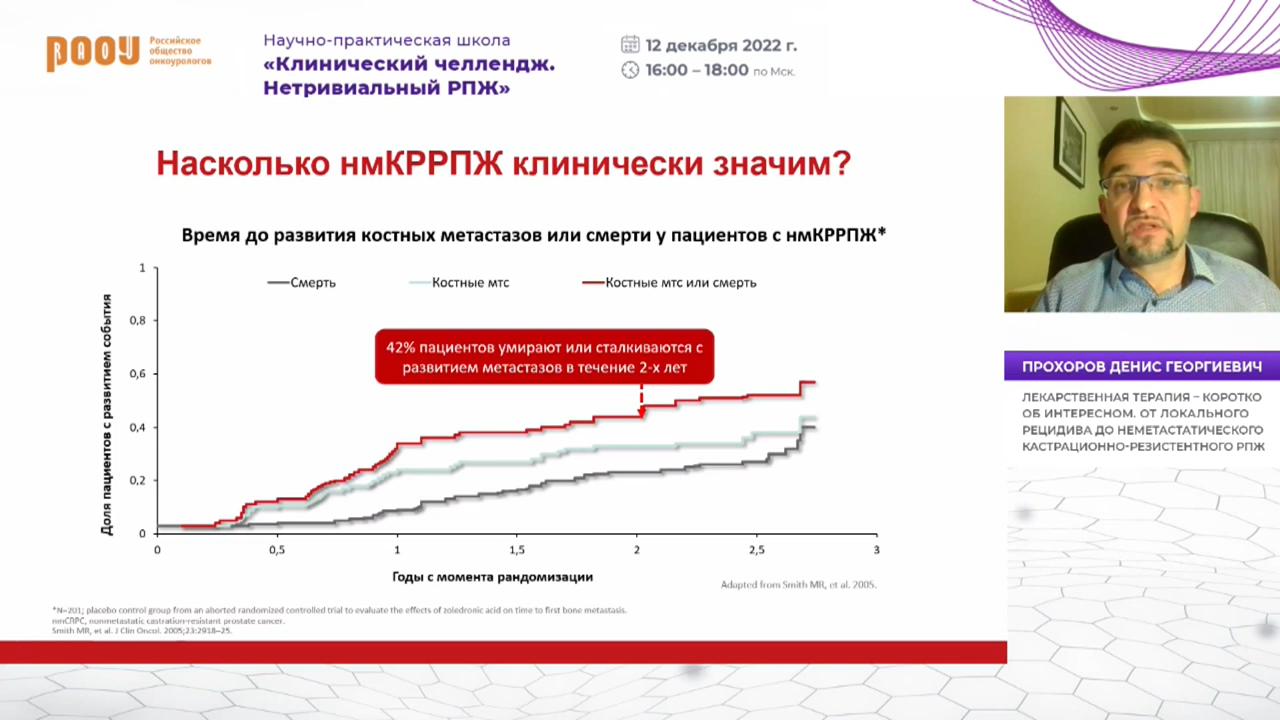 РАОУ
Российское
общество
онкоурологов
Научно-практическая школа
«Клинический челлендж.
Нетривиальный РПЖ»
12 декабря 2022 г.
16:00 – 18:00 по Мск.
Насколько нмКРРПЖ клинически значим?
Время до развития костных метастазов или смерти у пациентов с нмКРРПЖ*
Смерть
Костные мтс
Костные мтс или смерть
42% пациентов умирают или сталкиваются с
развитием метастазов в течение 2-х лет
Доля пациентов с развитием события
1
0,8
0,6
0,4
0,2
0
0
0,5
1
1,5
2
2,5
3
Годы с момента рандомизации
Adapted from Smith MR, et al. 2005.
*N=201; placebo control group from an aborted randomized controlled trial to evaluate the effects of zoledronic acid on time to first bone metastasis.
nmCRPC, nonmetastatic castration-resistant prostate cancer.
Smith MR, et al. J Clin Oncol. 2005;23:2918–25.
ПРОХОРОВ ДЕНИС ГЕОРГИЕВИЧ
ЛЕКАРСТВЕННАЯ ТЕРАПИЯ – КОРОТКО
ОБ ИНТЕРЕСНОМ. ОТ ЛОКАЛЬНОГО
РЕЦИДИВА ДО НЕМЕТАСТАТИЧЕСКОГО
КАСТРАЦИОННО-РЕЗИСТЕНТНОГО РПЖ